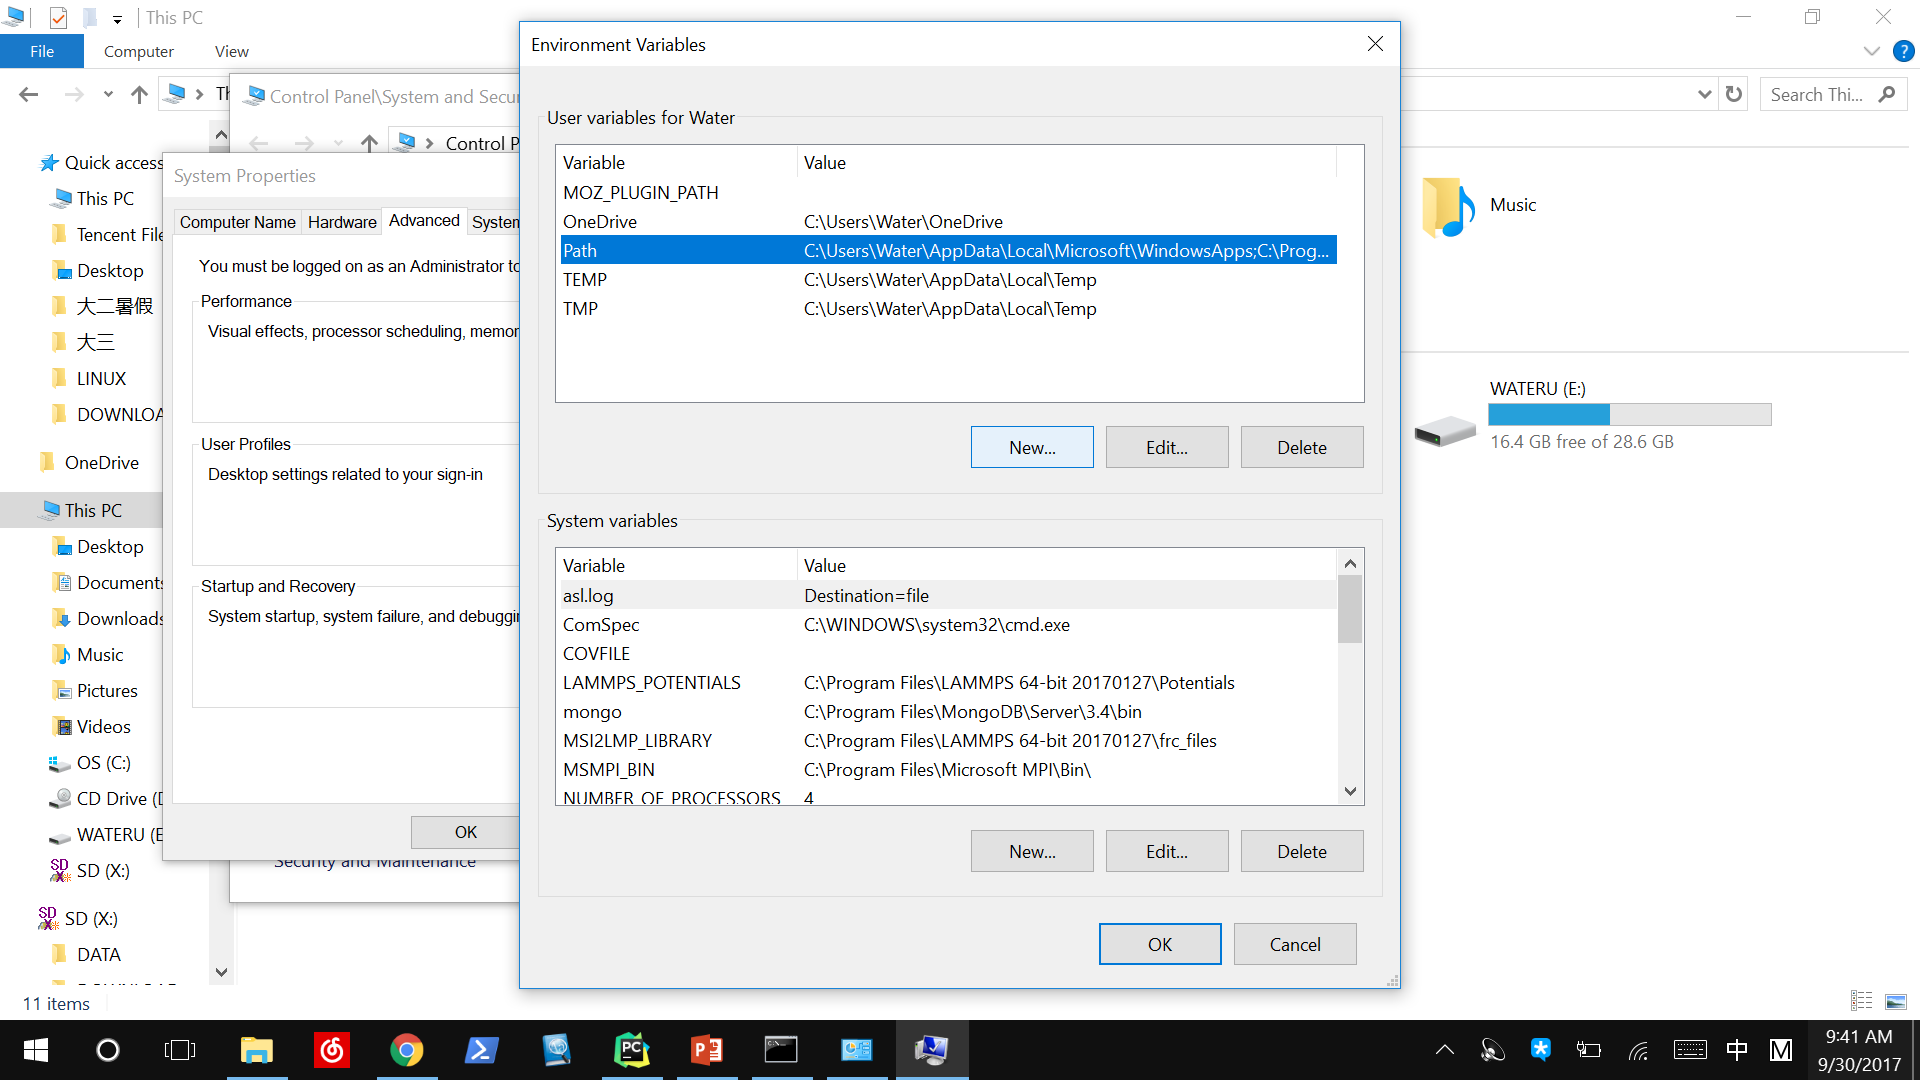 This PC
File
Computer
View
Th
Search Thi...
Control Panel\System and Secur
Control P
Quick access
This PC
Tencent File
Desktop
大二暑假
大三
LINUX
DOWNLOA
OneDrive
This PC
Desktop
Documents
Downloads
Music
Pictures
Videos
OS (C:)
CD Drive (D
WATERU (E
SD (X:)
SD (X:)
DATA
11 items
System Properties
Computer Name
Hardware
Advanced
System
You must be logged on as an Administrator to
Performance
Visual effects, processor scheduling, memor
User Profiles
Desktop settings related to your sign-in
Startup and Recovery
System startup, system failure, and debuggin
OK
Security and Maintenance
Environment Variables
User variables for Water
Variable Value
MOZ_PLUGIN_PATH
OneDrive C:\Users\Water\OneDrive
Path C:\Users\Water\AppData\Local\Microsoft\WindowsApps;C:\Prog...
TEMP C:\Users\Water\AppData\Local\Temp
TMP C:\Users\Water\AppData\Local\Temp
New... Edit... Delete
System variables
Variable Value
asl.log Destination=file
ComSpec C:\WINDOWS\system32\cmd.exe
COVFILE
LAMMPS_POTENTIALS C:\Program Files\LAMMPS 64-bit 20170127\Potentials
mongo C:\Program Files\MongoDB\Server\3.4\bin
MSI2LMP_LIBRARY C:\Program Files\LAMMPS 64-bit 20170127\frc_files
MSMPI_BIN C:\Program Files\Microsoft MPI\Bin\
NUMBER_OF_PROCESSORS 4
New... Edit... Delete
OK Cancel
Music
WATERU (E:)
16.4 GB free of 28.6 GB
中
M
9:41 AM
9/30/2017